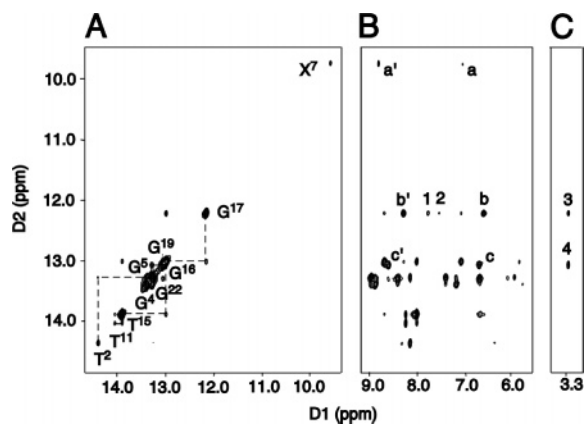 A B C
X⁷ a' a
10.0
12.0 G¹⁷ b' 1 2 b 3
G¹⁹ 4
13.0 G⁵ G¹⁶ c' c
G⁴ G²²
14.0 T¹⁵
T¹¹
T²
D2 (ppm)
14.0 13.0 12.0 11.0 10.0 9.0 8.0 7.0 6.0 3.3
D1 (ppm)